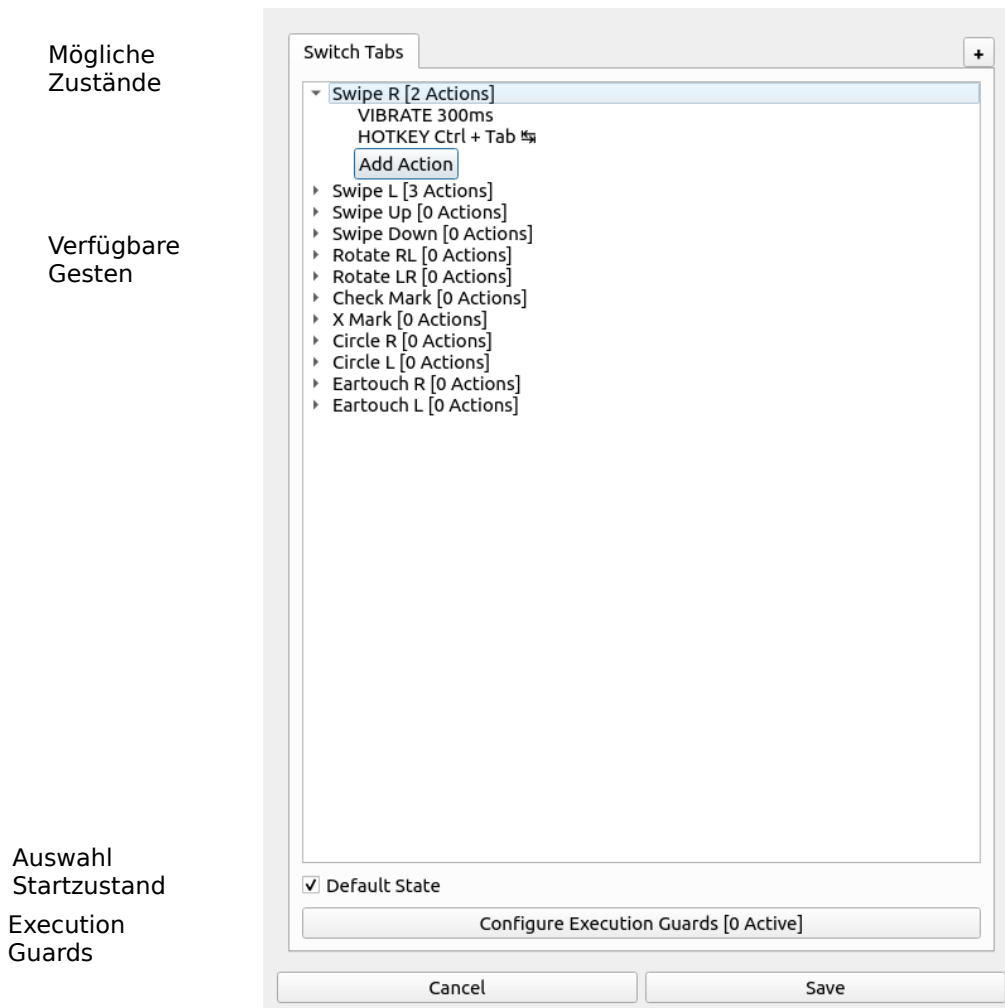 Mögliche
Zustände
Switch Tabs
+
Swipe R [2 Actions]
VIBRATE 300ms
HOTKEY Ctrl + Tab ↹
Add Action
Swipe L [3 Actions]
Swipe Up [0 Actions]
Swipe Down [0 Actions]
Rotate RL [0 Actions]
Rotate LR [0 Actions]
Check Mark [0 Actions]
X Mark [0 Actions]
Circle R [0 Actions]
Circle L [0 Actions]
Eartouch R [0 Actions]
Eartouch L [0 Actions]
Verfügbare
Gesten
Auswahl
Startzustand
Default State
Execution
Guards
Configure Execution Guards [0 Active]
Cancel
Save